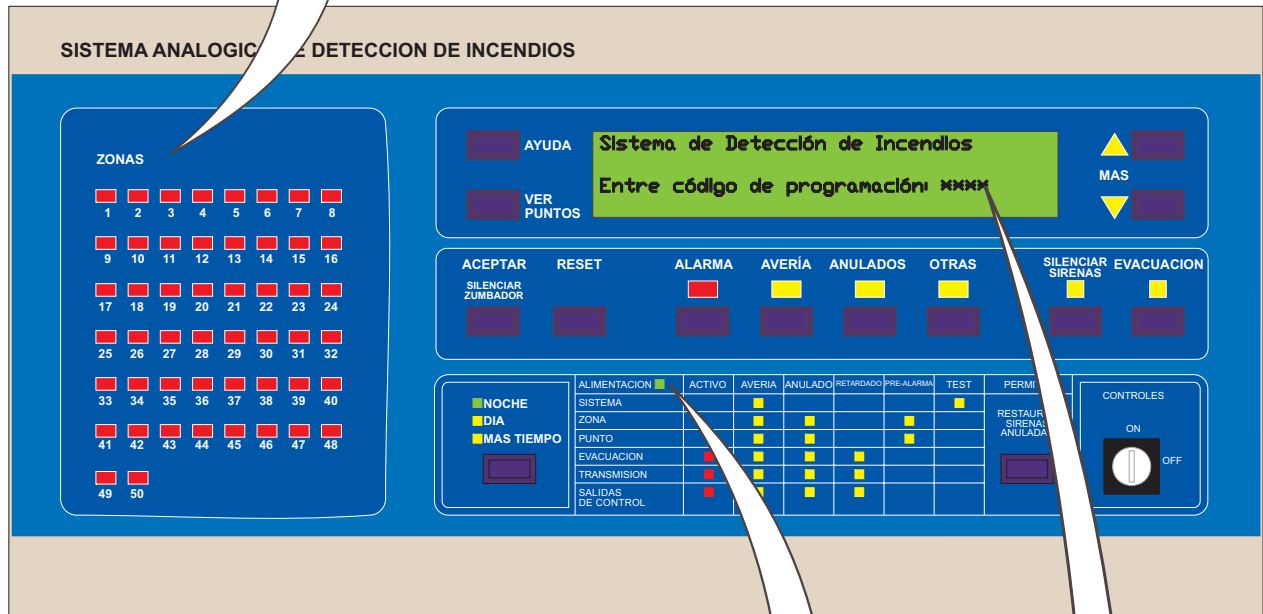 SISTEMA ANALOGIC E DETECCION DE INCENDIOS
ZONAS
1 2 3 4 5 6 7 8
9 10 11 12 13 14 15 16
17 18 19 20 21 22 23 24
25 26 27 28 29 30 31 32
33 34 35 36 37 38 39 40
41 42 43 44 45 46 47 48
49 50
AYUDA
VER
PUNTOS
Sistema de Detección de Incendios
Entre código de programación: ****
MAS
ACEPTAR
SILENCIAR
ZUMBADOR
RESET
ALARMA
AVERÍA
ANULADOS
OTRAS
SILENCIAR
SIRENAS
EVACUACION
NOCHE
DIA
MAS TIEMPO
ALIMENTACION ACTIVO AVERIA ANULADO RETARDADO PRE-ALARMA TEST
SISTEMA
ZONA
PUNTO
EVACUACION
TRANSMISION
SALIDAS
DE CONTROL
PERMI
RESTAUR
SIRENAS
ANULADA
CONTROLES
ON
OFF